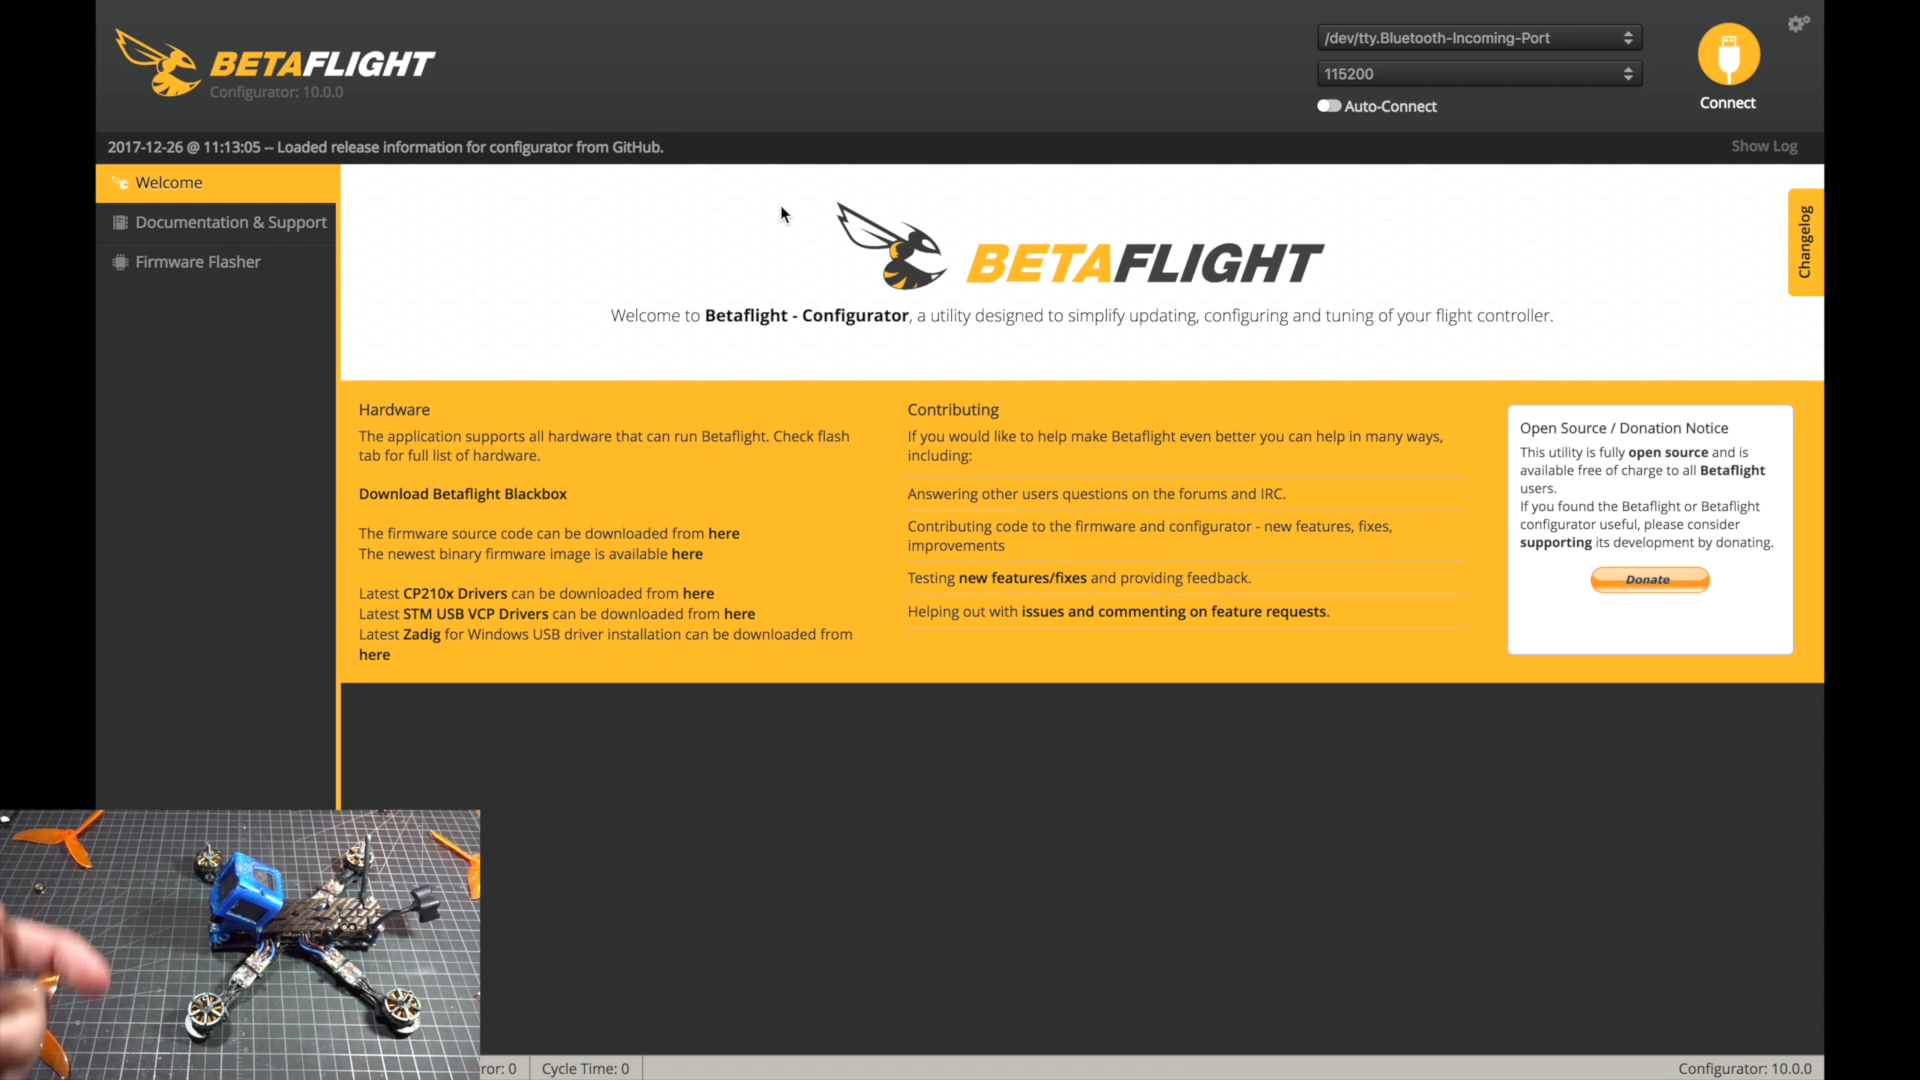 BETAFLIGHT
Configurator: 10.0.0
/dev/tty.Bluetooth-Incoming-Port
115200
Auto-Connect
Connect
2017-12-26 @ 11:13:05 -- Loaded release information for configurator from GitHub.
Show Log
Welcome
Documentation & Support
Firmware Flasher
BETAFLIGHT
Welcome to Betaflight - Configurator, a utility designed to simplify updating, configuring and tuning of your flight controller.
Changelog
Hardware
The application supports all hardware that can run Betaflight. Check flash
tab for full list of hardware.
Download Betaflight Blackbox
The firmware source code can be downloaded from here
The newest binary firmware image is available here
Latest CP210x Drivers can be downloaded from here
Latest STM USB VCP Drivers can be downloaded from here
Latest Zadig for Windows USB driver installation can be downloaded from
here
Contributing
If you would like to help make Betaflight even better you can help in many ways,
including:
Answering other users questions on the forums and IRC.
Contributing code to the firmware and configurator - new features, fixes,
improvements
Testing new features/fixes and providing feedback.
Helping out with issues and commenting on feature requests.
Open Source / Donation Notice
This utility is fully open source and is
available free of charge to all Betaflight
users.
If you found the Betaflight or Betaflight
configurator useful, please consider
supporting its development by donating.
Donate
ror: 0
Cycle Time: 0
Configurator: 10.0.0